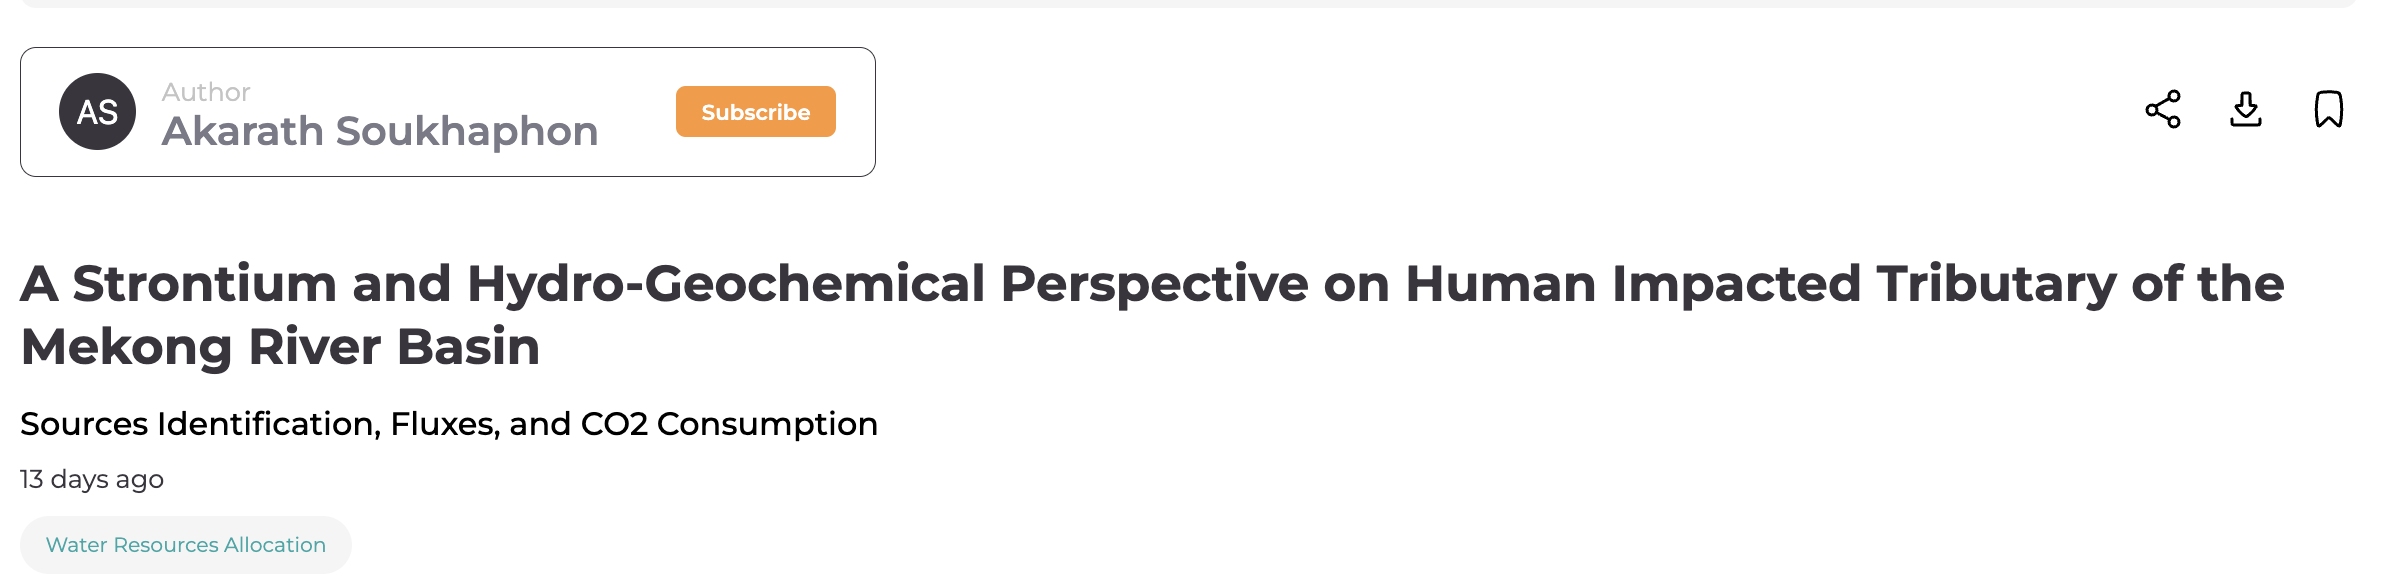 AS
Author
Akarath Soukhaphon
Subscribe
A Strontium and Hydro-Geochemical Perspective on Human Impacted Tributary of the
Mekong River Basin
Sources Identification, Fluxes, and CO2 Consumption
13 days ago
Water Resources Allocation